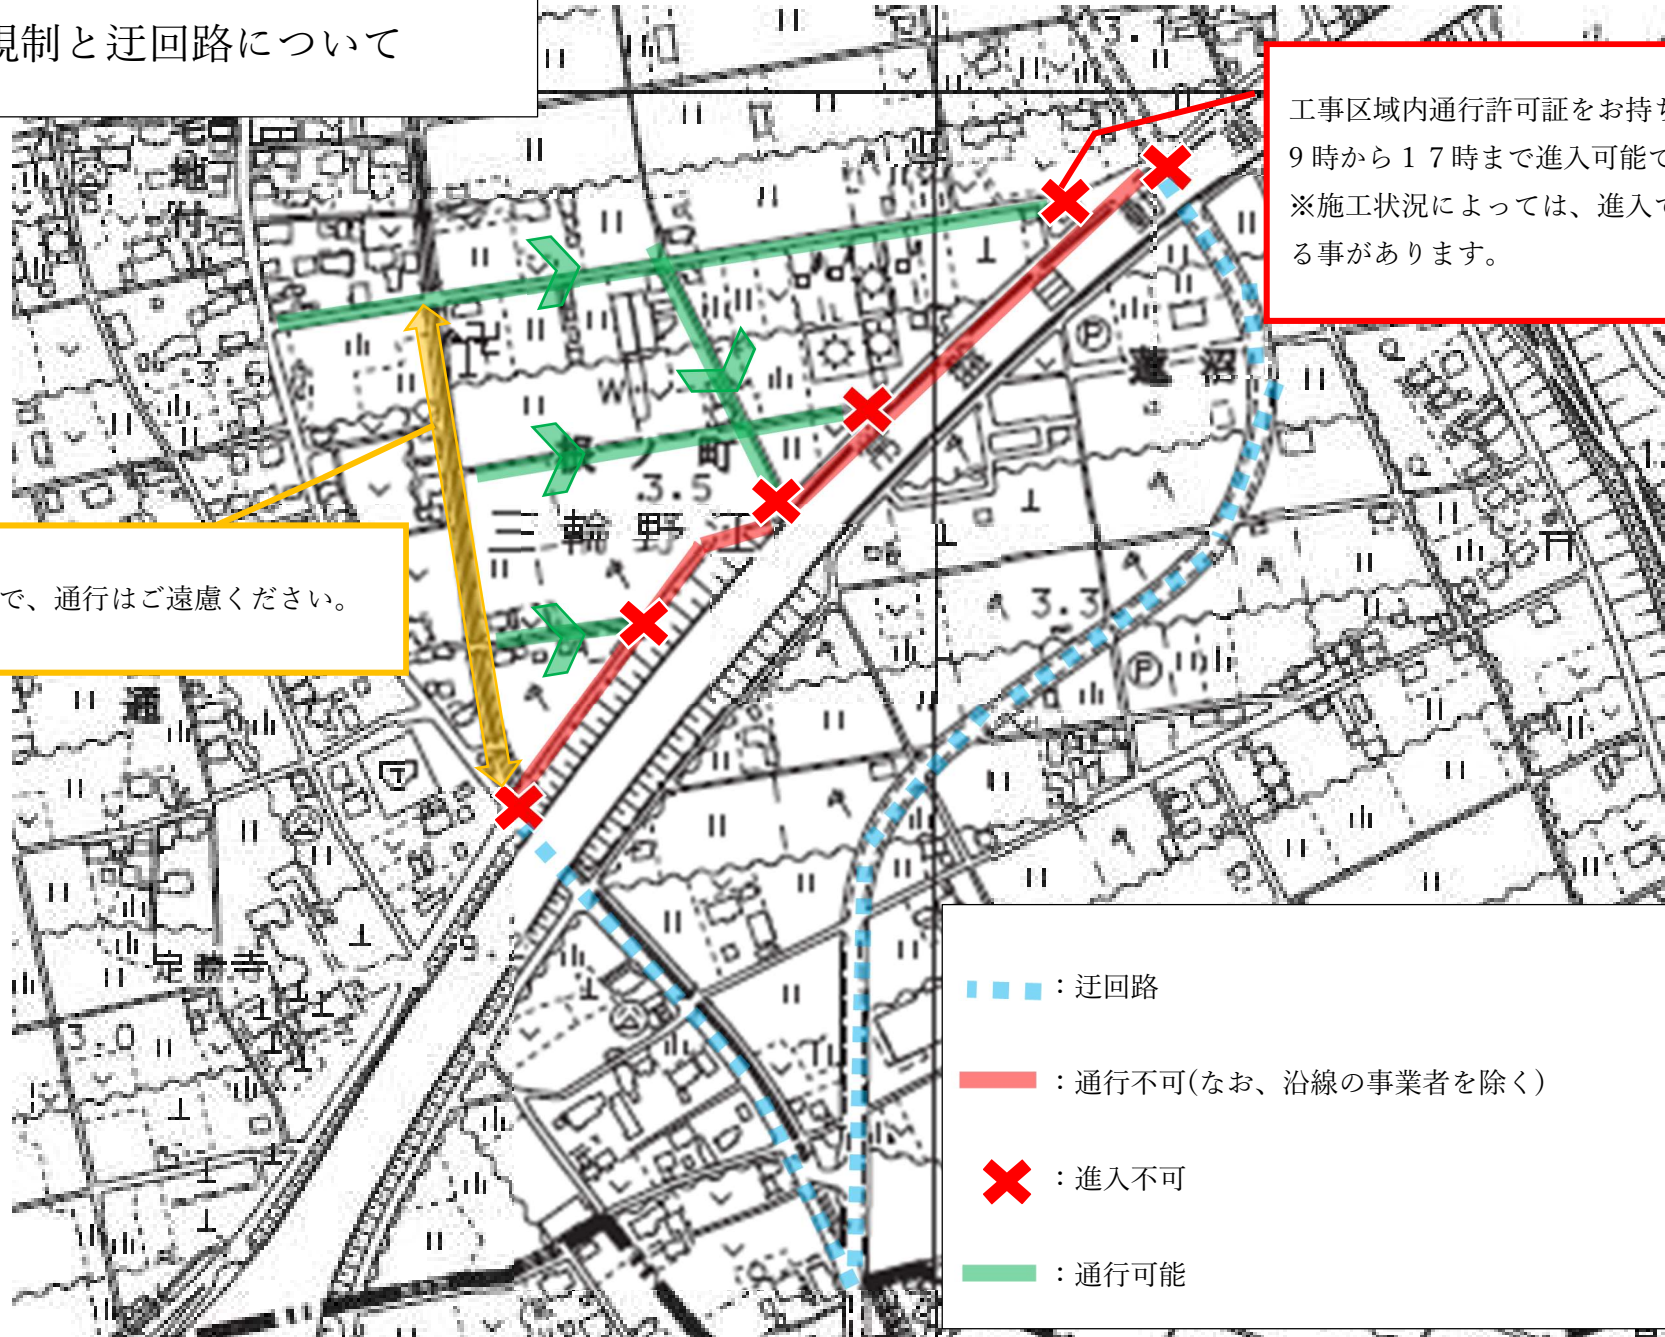 規制と迂回路について
工事区域内通行許可証をお持ち
9時から17時まで進入可能で
※施工状況によっては、進入で
る事があります。
で、通行はご遠慮ください。
三輪野江
3.5
3.3
定勝寺
3.0
：迂回路
：通行不可(なお、沿線の事業者を除く)
：進入不可
：通行可能